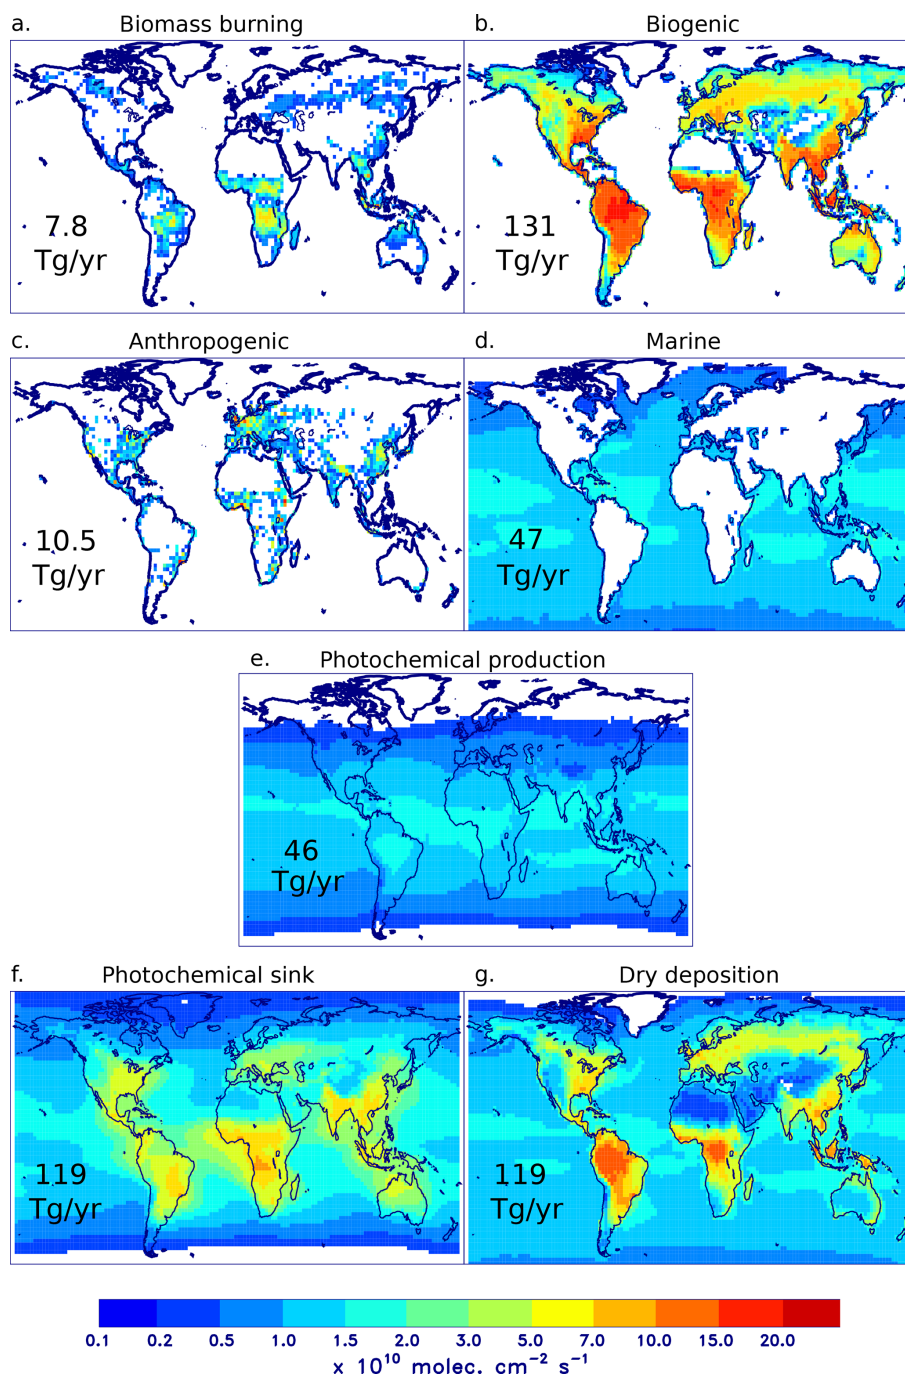 a. Biomass burning
b. Biogenic
7.8
Tg/yr
131
Tg/yr
c. Anthropogenic
d. Marine
10.5
Tg/yr
47
Tg/yr
e. Photochemical production
46
Tg/yr
f. Photochemical sink
g. Dry deposition
119
Tg/yr
119
Tg/yr
0.1 0.2 0.5 1.0 1.5 2.0 3.0 5.0 7.0 10.0 15.0 20.0
x 10¹⁰ molec. cm⁻² s⁻¹